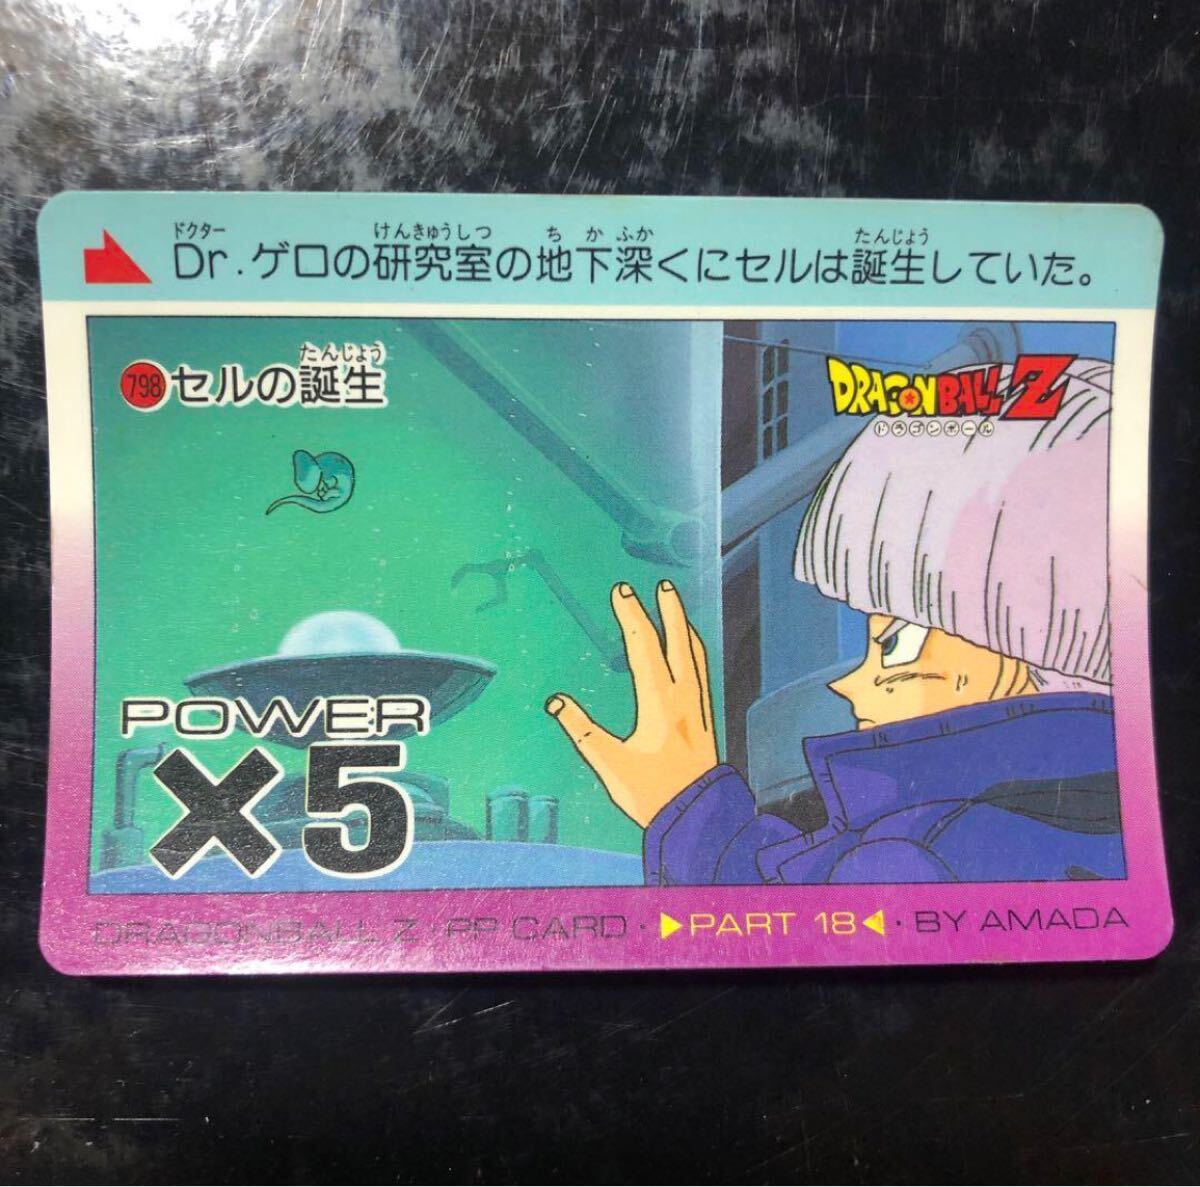 ドクター けんきゅうしつ ち か ふか たんじょう
Dr.ゲロの研究室の地下深くにセルは誕生していた。
たんじょう
798 セルの誕生
DRAGON BALL Z
ドラゴンボール
POWER
×5
DRAGONBALL Z・PP CARD・▶PART 18◀・BY AMADA